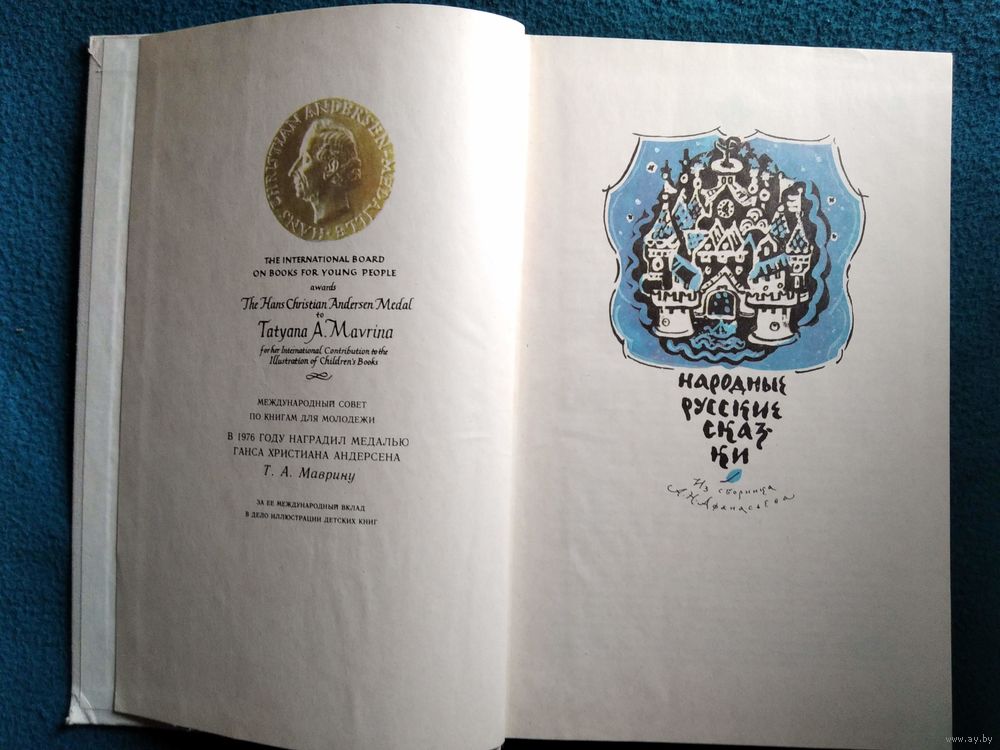 HANS CHRISTIAN ANDERSEN
THE INTERNATIONAL BOARD
ON BOOKS FOR YOUNG PEOPLE
awards
The Hans Christian Andersen Medal
to
Tatyana A. Mavrina
for her International Contribution to the
Illustration of Children's Books
МЕЖДУНАРОДНЫЙ СОВЕТ
ПО КНИГАМ ДЛЯ МОЛОДЕЖИ
В 1976 ГОДУ НАГРАДИЛ МЕДАЛЬЮ
ГАНСА ХРИСТИАНА АНДЕРСЕНА
Т. А. Маврину
ЗА ЕЕ МЕЖДУНАРОДНЫЙ ВКЛАД
В ДЕЛО ИЛЛЮСТРАЦИИ ДЕТСКИХ КНИГ
НАРОДНЫЕ
РУССКИЕ
СКАЗ-
КИ
Из сборника
А.Н.Афанасьева
www.ay.by